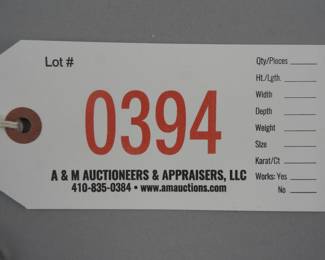 Lot #
0394
A & M AUCTIONEERS & APPRAISERS, LLC
410-835-0384 • www.amauctions.com
Qty/Pieces
Ht./Lgth.
Width
Depth
Weight
Size
Karat/Ct
Works: Yes
No